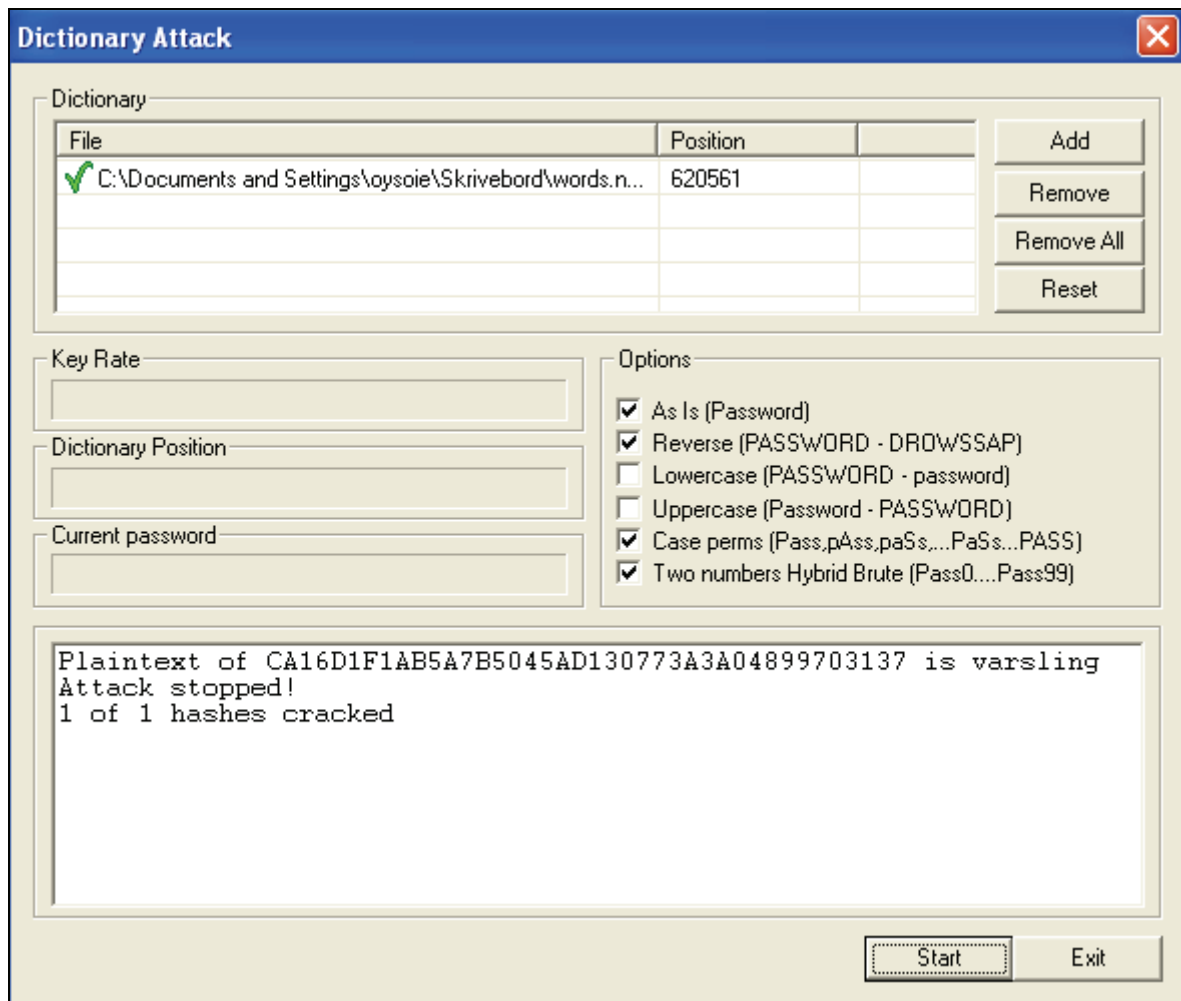 Dictionary Attack
Dictionary
File Position
C:\Documents and Settings\oysoie\Skrivebord\words.n... 620561
Add
Remove
Remove All
Reset
Key Rate
Dictionary Position
Current password
Options
As Is (Password)
Reverse (PASSWORD - DROWSSAP)
Lowercase (PASSWORD - password)
Uppercase (Password - PASSWORD)
Case perms (Pass,pAss,paSs,...PaSs...PASS)
Two numbers Hybrid Brute (Pass0....Pass99)
Plaintext of CA16D1F1AB5A7B5045AD130773A3A04899703137 is varsling
Attack stopped!
1 of 1 hashes cracked
Start
Exit